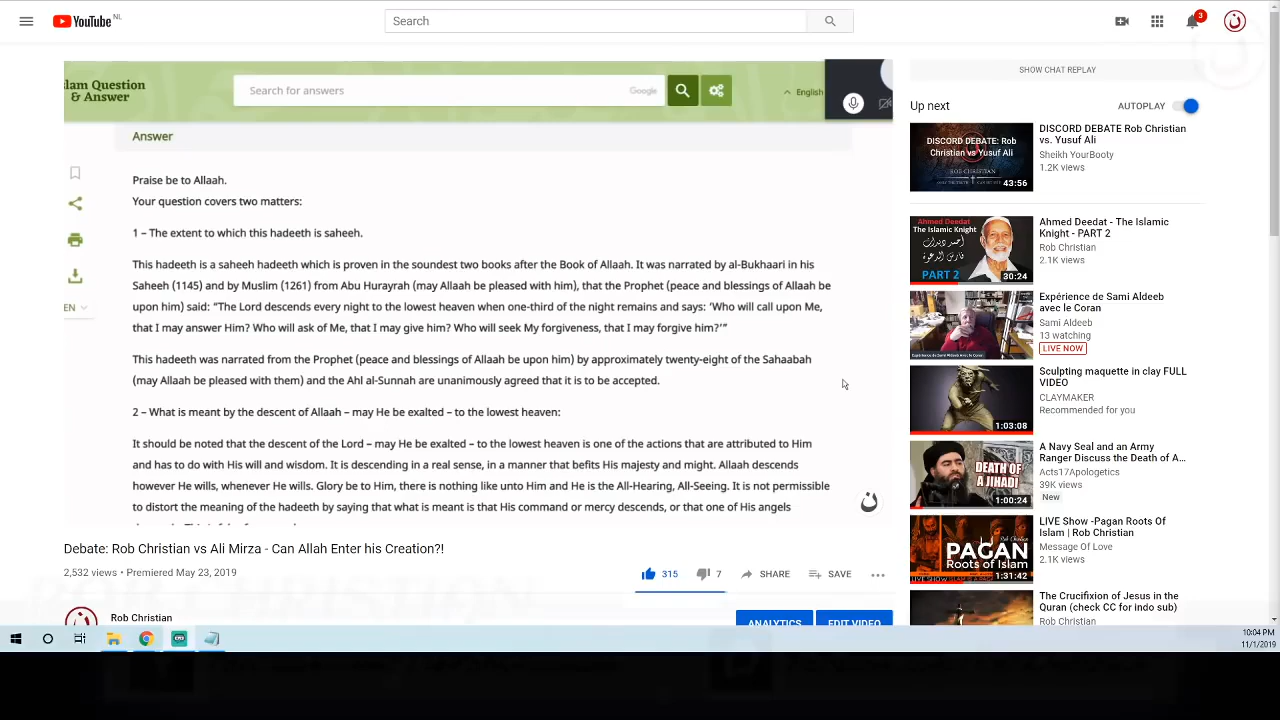 YouTube NL
Search
3
lam Question
& Answer
Search for answers
Google
English
Answer
Praise be to Allaah.
Your question covers two matters:
1 – The extent to which this hadeeth is saheeh.
This hadeeth is a saheeh hadeeth which is proven in the soundest two books after the Book of Allaah. It was narrated by al-Bukhaari in his
Saheeh (1145) and by Muslim (1261) from Abu Hurayrah (may Allaah be pleased with him), that the Prophet (peace and blessings of Allaah be
upon him) said: “The Lord descends every night to the lowest heaven when one-third of the night remains and says: ‘Who will call upon Me,
that I may answer Him? Who will ask of Me, that I may give him? Who will seek My forgiveness, that I may forgive him?’”
This hadeeth was narrated from the Prophet (peace and blessings of Allaah be upon him) by approximately twenty-eight of the Sahaabah
(may Allaah be pleased with them) and the Ahl al-Sunnah are unanimously agreed that it is to be accepted.
2 – What is meant by the descent of Allaah – may He be exalted – to the lowest heaven:
It should be noted that the descent of the Lord – may He be exalted – to the lowest heaven is one of the actions that are attributed to Him
and has to do with His will and wisdom. It is descending in a real sense, in a manner that befits His majesty and might. Allaah descends
however He wills, whenever He wills. Glory be to Him, there is nothing like unto Him and He is the All-Hearing, All-Seeing. It is not permissible
to distort the meaning of the hadeeth by saying that what is meant is that His command or mercy descends, or that one of His angels
EN
Debate: Rob Christian vs Ali Mirza - Can Allah Enter his Creation?!
2,532 views • Premiered May 23, 2019
315
7
SHARE
SAVE
Rob Christian
ANALYTICS
EDIT VIDEO
SHOW CHAT REPLAY
Up next
AUTOPLAY
DISCORD DEBATE: Rob
Christian vs Yusuf Ali
ROB CHRISTIAN
43:56
DISCORD DEBATE Rob Christian
vs. Yusuf Ali
Sheikh YourBooty
1.2K views
Ahmed Deedat
The Islamic
Knight
أحمد ديدات
فارس الدعوة
PART 2
30:24
Ahmed Deedat - The Islamic
Knight - PART 2
Rob Christian
2.1K views
Expérience de Sami Aldeeb
avec le Coran
Sami Aldeeb
13 watching
LIVE NOW
Sculpting maquette in clay FULL
VIDEO
CLAYMAKER
Recommended for you
1:03:08
DEATH OF
A JIHADI
1:00:24
A Navy Seal and an Army
Ranger Discuss the Death of A...
Acts17Apologetics
39K views
New
PAGAN
ROOTS OF ISLAM
1:31:42
LIVE Show -Pagan Roots Of
Islam | Rob Christian
Message Of Love
2.1K views
The Crucifixion of Jesus in the
Quran (check CC for indo sub)
Rob Christian
10:04 PM
11/1/2019